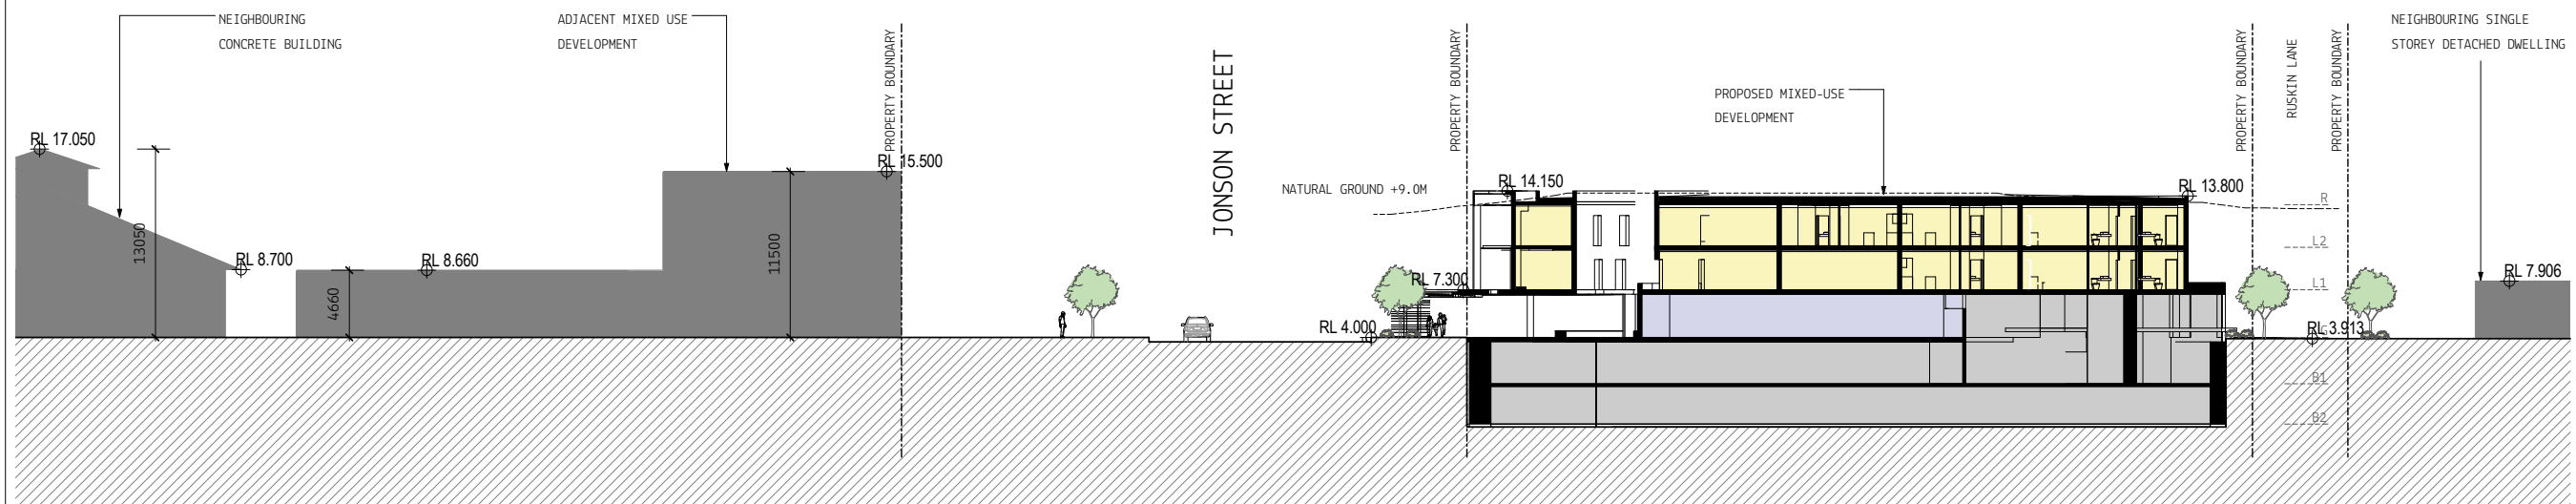 NEIGHBOURING
CONCRETE BUILDING
ADJACENT MIXED USE
DEVELOPMENT
PROPERTY BOUNDARY
JONSON STREET
PROPERTY BOUNDARY
PROPOSED MIXED-USE
DEVELOPMENT
PROPERTY BOUNDARY
RUSKIN LANE
PROPERTY BOUNDARY
NEIGHBOURING SINGLE
STOREY DETACHED DWELLING
RL 17.050
RL 15.500
NATURAL GROUND +9.0M
RL 14.150
RL 13.800
R
13050
RL 8.700
RL 8.660
4660
11500
RL 7.300
RL 4.000
L2
L1
RL 7.906
RL 3.913
B1
B2